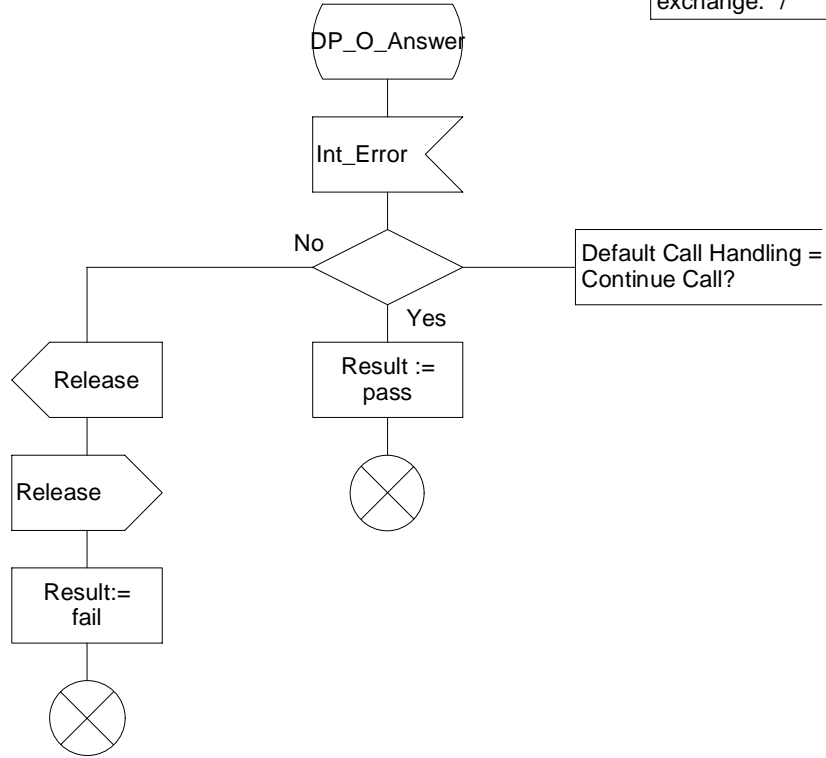 exchange. */
DP_O_Answer
Int_Error
No
Default Call Handling =
Continue Call?
Yes
Release
Result :=
pass
Release
Result:=
fail